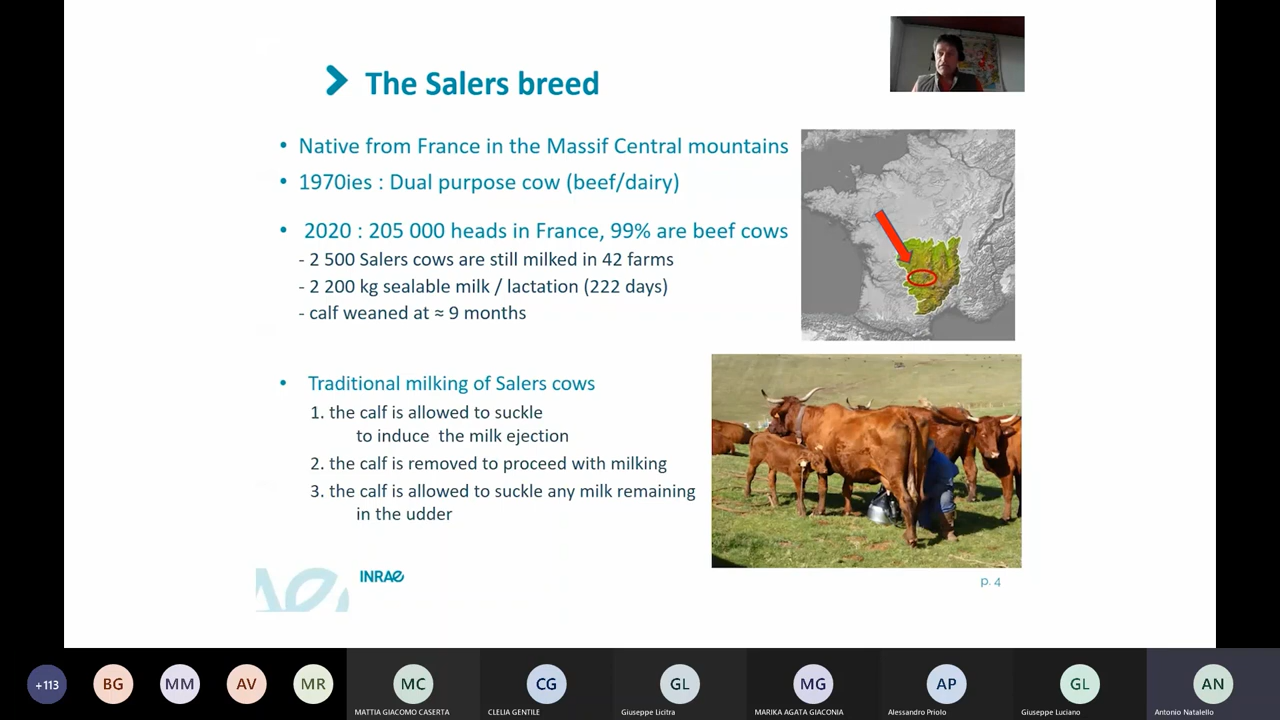 The Salers breed
• Native from France in the Massif Central mountains
• 1970ies : Dual purpose cow (beef/dairy)
• 2020 : 205 000 heads in France, 99% are beef cows
- 2 500 Salers cows are still milked in 42 farms
- 2 200 kg sealable milk / lactation (222 days)
- calf weaned at ≈ 9 months
• Traditional milking of Salers cows
1. the calf is allowed to suckle
to induce the milk ejection
2. the calf is removed to proceed with milking
3. the calf is allowed to suckle any milk remaining
in the udder
INRAE
p. 4
+113
BG
MM
AV
MR
MC
MATTIA GIACOMO CASERTA
CG
CLELIA GENTILE
GL
Giuseppe Licitra
MG
MARIKA AGATA GIACONIA
AP
Alessandro Priolo
GL
Giuseppe Luciano
AN
Antonio Natalello